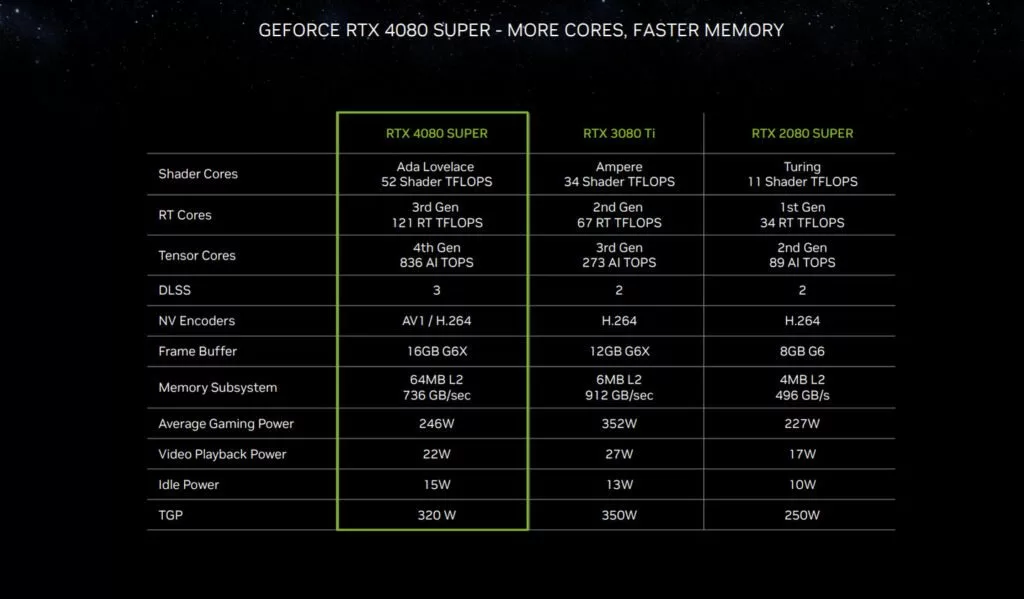 GEFORCE RTX 4080 SUPER - MORE CORES, FASTER MEMORY
RTX 4080 SUPER RTX 3080 Ti RTX 2080 SUPER
Shader Cores
Ada Lovelace Ampere Turing
52 Shader TFLOPS 34 Shader TFLOPS 11 Shader TFLOPS
RT Cores
3rd Gen 2nd Gen 1st Gen
121 RT TFLOPS 67 RT TFLOPS 34 RT TFLOPS
Tensor Cores
4th Gen 3rd Gen 2nd Gen
836 AI TOPS 273 AI TOPS 89 AI TOPS
DLSS 3 2 2
NV Encoders AV1 / H.264 H.264 H.264
Frame Buffer 16GB G6X 12GB G6X 8GB G6
Memory Subsystem
64MB L2 6MB L2 4MB L2
736 GB/sec 912 GB/sec 496 GB/s
Average Gaming Power 246W 352W 227W
Video Playback Power 22W 27W 17W
Idle Power 15W 13W 10W
TGP 320 W 350W 250W